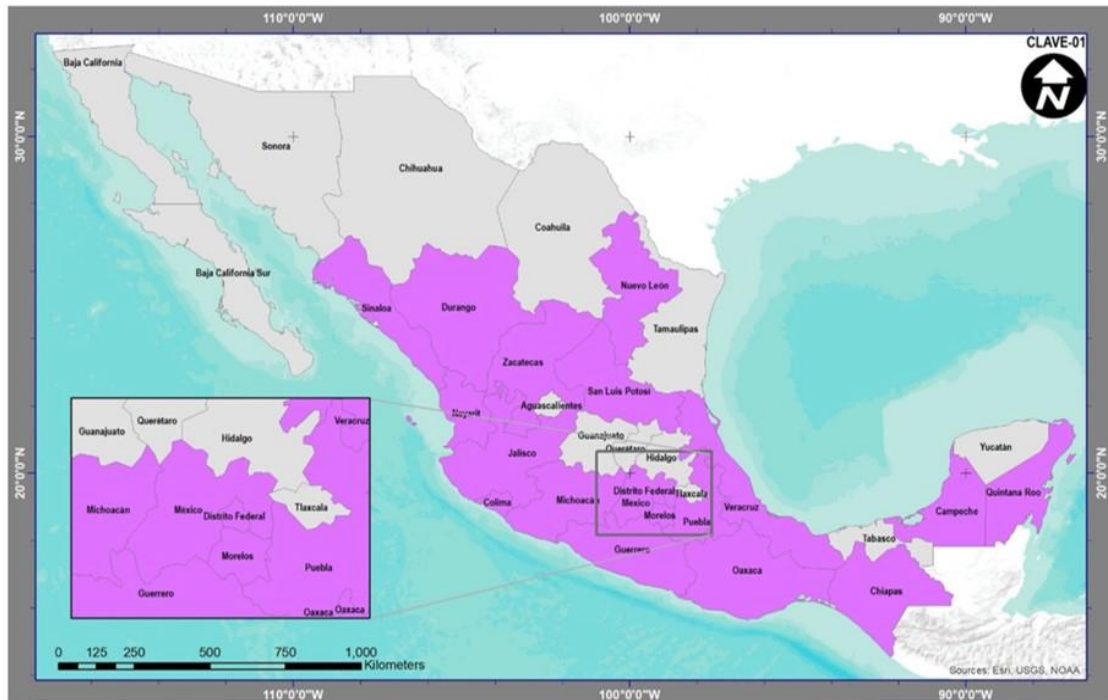 110°0'0"W 100°0'0"W 90°0'0"W
CLAVE-01
N
30°0'0"N 30°0'0"N
20°0'0"N 20°0'0"N
Baja California
Sonora
Chihuahua
Coahuila
Baja California Sur
Nuevo León
Sinaloa
Durango
Tamaulipas
Zacatecas
San Luis Potosí
Aguascalientes
Nayarit
Guanajuato
Querétaro
Hidalgo
Jalisco
Yucatán
Quintana Roo
Campeche
Colima
Michoacán
Distrito Federal
Tlaxcala
México
Morelos
Puebla
Veracruz
Tabasco
Guerrero
Oaxaca
Chiapas
Veracruz
Querétaro
Guanajuato
Hidalgo
Michoacán
México
Distrito Federal
Tlaxcala
Morelos
Puebla
Guerrero
Oaxaca Oaxaca
0 125 250 500 750 1,000
Kilometers
Sources: Esri, USGS, NOAA
110°0'0"W 100°0'0"W 90°0'0"W